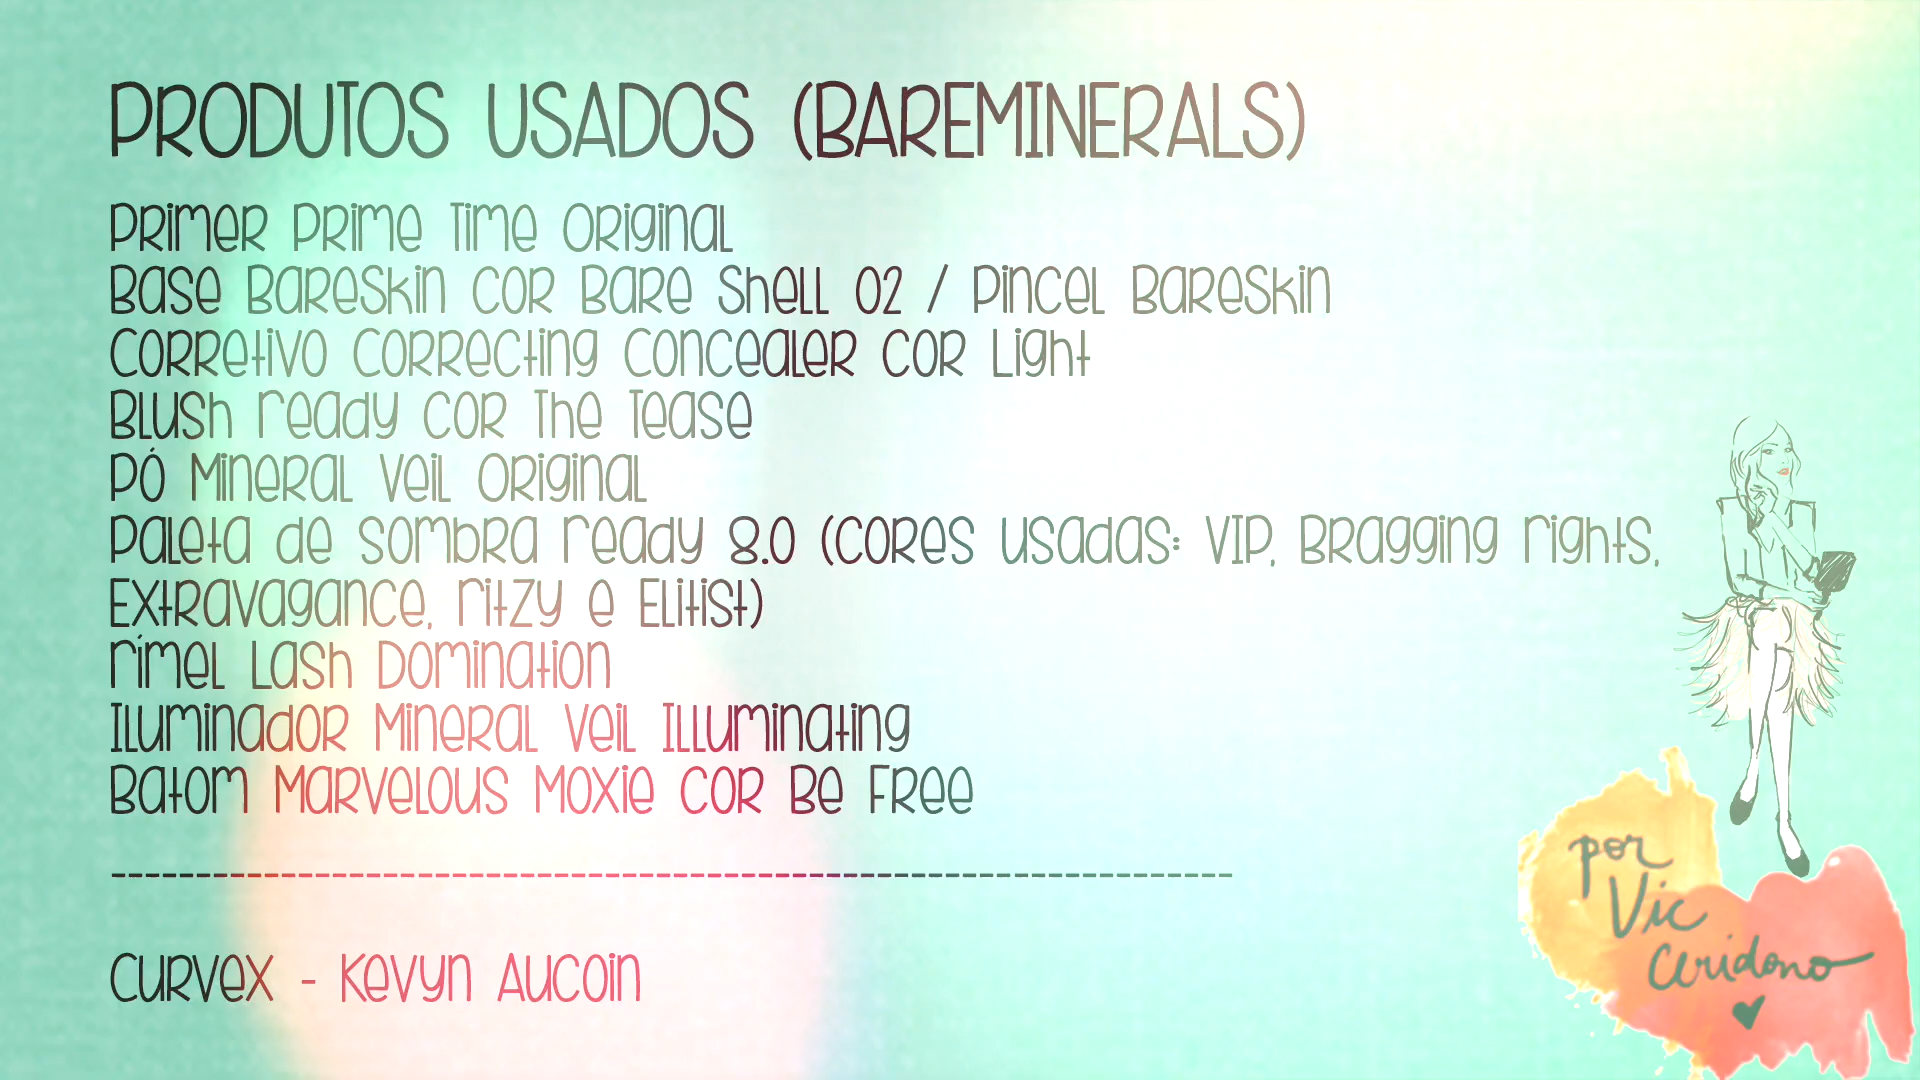 PRODUTOS USADOS (BAREMINERALS)
Primer Prime Time Original
Base BareSkin cor Bare Shell 02 / Pincel BareSkin
Corretivo Correcting Concealer cor Light
Blush Ready cor The Tease
Pó Mineral Veil Original
Paleta de sombra Ready 8.0 (cores usadas: VIP, Bragging Rights,
Extravagance, Ritzy e Elitist)
Rímel Lash Domination
Iluminador Mineral Veil Illuminating
Batom Marvelous Moxie cor Be Free
------------------------------------------------------------------
Curvex - Kevyn Aucoin
por
Vic
Ceridono